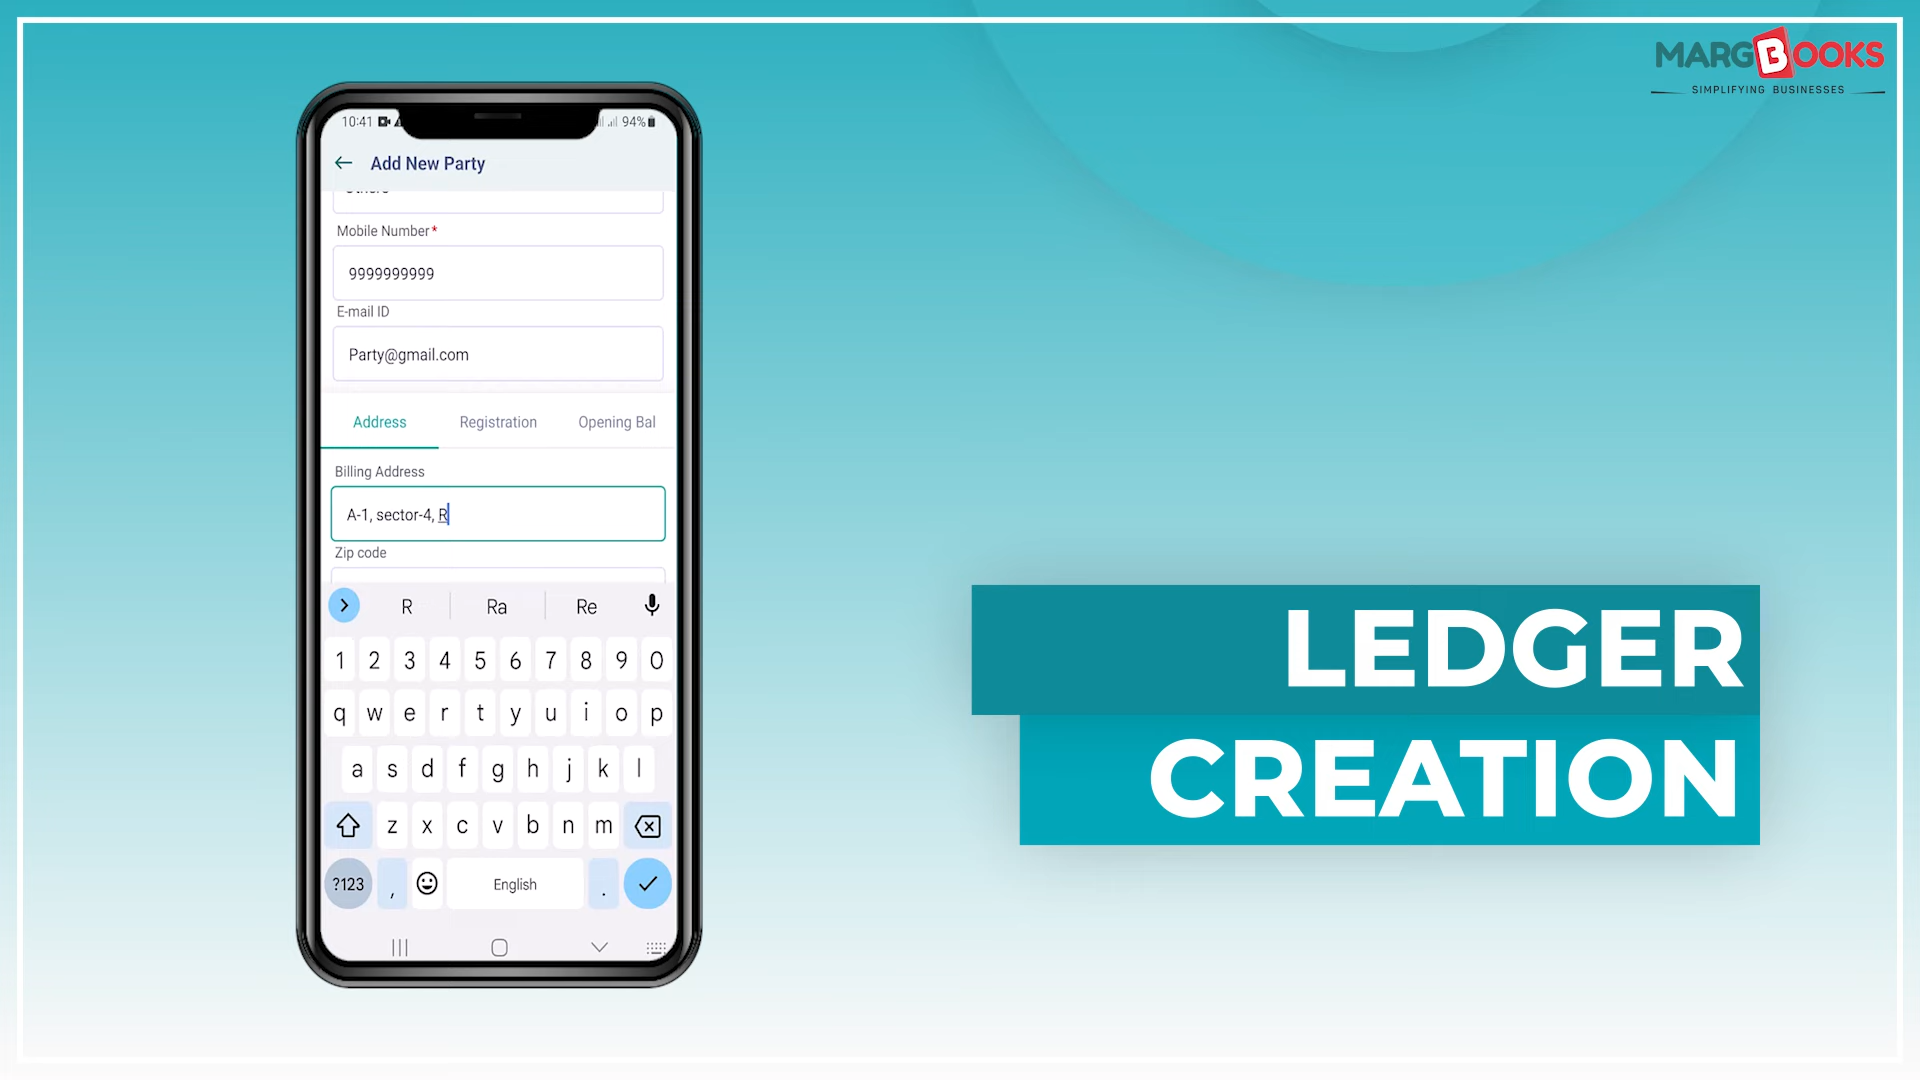 MARGBOOKS
SIMPLIFYING BUSINESSES
10:41 94%
Add New Party
Others
Mobile Number*
9999999999
E-mail ID
Party@gmail.com
Address Registration Opening Bal
Billing Address
A-1, sector-4, R
Zip code
R Ra Re
1 2 3 4 5 6 7 8 9 0
q w e r t y u i o p
a s d f g h j k l
z x c v b n m
?123 , English .
LEDGER
CREATION